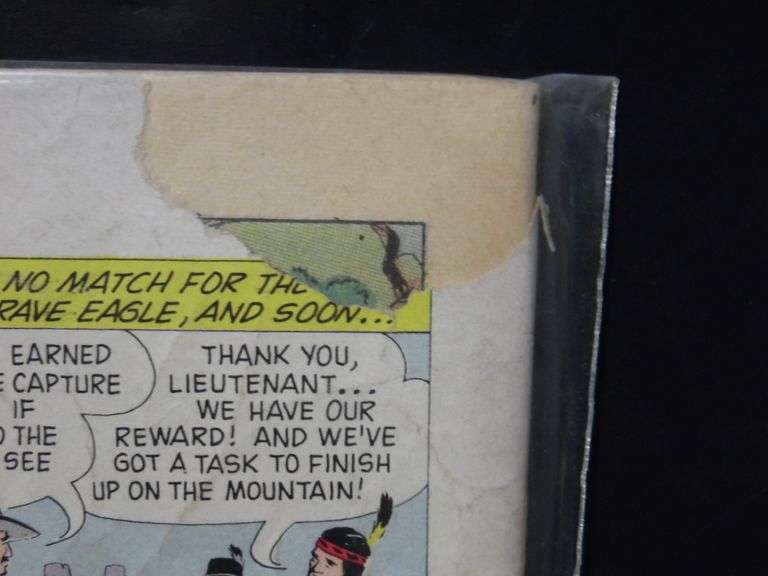 NO MATCH FOR
RAVE EAGLE, AND SOON...
EARNED
CAPTURE
IF
THE
SEE
THANK YOU,
LIEUTENANT...
WE HAVE OUR
REWARD! AND WE'VE
GOT A TASK TO FINISH
UP ON THE MOUNTAIN!